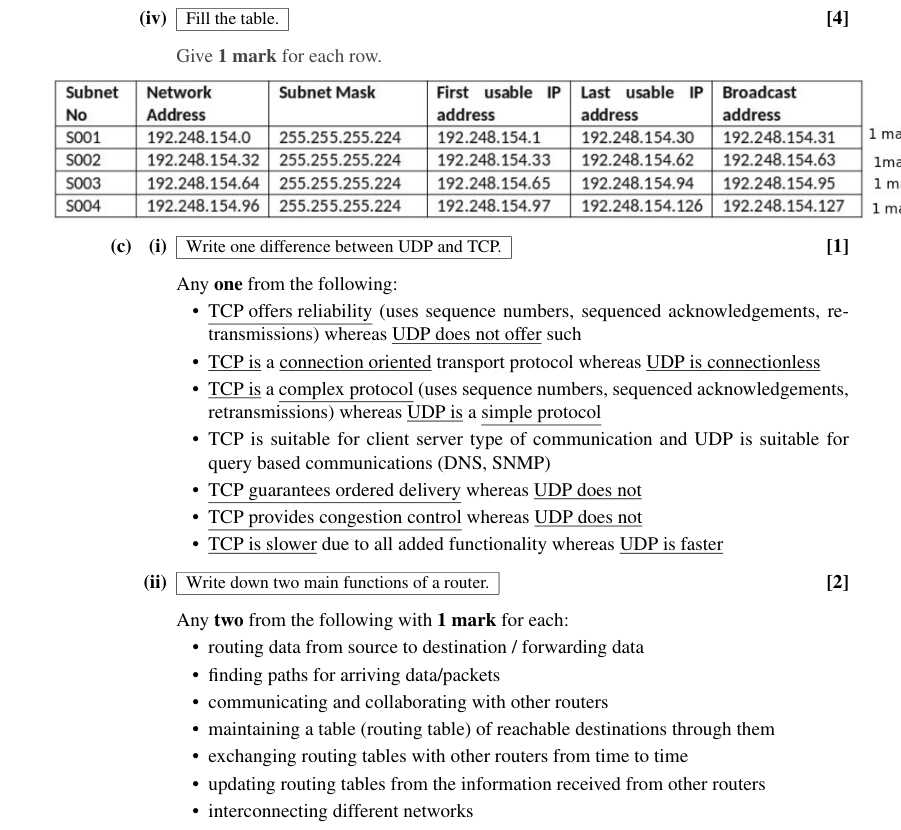 (iv) Fill the table. [4]
Give 1 mark for each row.
Subnet No Network Address Subnet Mask First usable IP address Last usable IP address Broadcast address
S001 192.248.154.0 255.255.255.224 192.248.154.1 192.248.154.30 192.248.154.31 1 ma
S002 192.248.154.32 255.255.255.224 192.248.154.33 192.248.154.62 192.248.154.63 1ma
S003 192.248.154.64 255.255.255.224 192.248.154.65 192.248.154.94 192.248.154.95 1 m
S004 192.248.154.96 255.255.255.224 192.248.154.97 192.248.154.126 192.248.154.127 1 ma
(c) (i) Write one difference between UDP and TCP. [1]
Any one from the following:
• TCP offers reliability (uses sequence numbers, sequenced acknowledgements, re-
transmissions) whereas UDP does not offer such
• TCP is a connection oriented transport protocol whereas UDP is connectionless
• TCP is a complex protocol (uses sequence numbers, sequenced acknowledgements,
retransmissions) whereas UDP is a simple protocol
• TCP is suitable for client server type of communication and UDP is suitable for
query based communications (DNS, SNMP)
• TCP guarantees ordered delivery whereas UDP does not
• TCP provides congestion control whereas UDP does not
• TCP is slower due to all added functionality whereas UDP is faster
(ii) Write down two main functions of a router. [2]
Any two from the following with 1 mark for each:
• routing data from source to destination / forwarding data
• finding paths for arriving data/packets
• communicating and collaborating with other routers
• maintaining a table (routing table) of reachable destinations through them
• exchanging routing tables with other routers from time to time
• updating routing tables from the information received from other routers
• interconnecting different networks